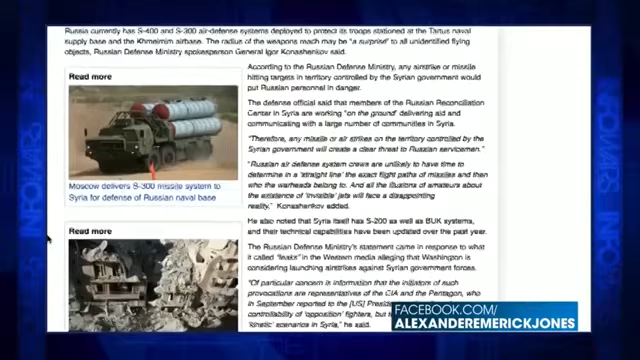 Russia currently has S-400 and S-300 air-defense systems deployed to protect its troops stationed at the Tartus naval
supply base and the Khmeimim airbase. The radius of the weapons reach may be "a surprise" to all unidentified flying
objects, Russian Defense Ministry spokesperson General Igor Konashenkov said.
Read more
Moscow delivers S-300 missile system to
Syria for defense of Russian naval base
Read more
According to the Russian Defense Ministry, any airstrike or missile
hitting targets in territory controlled by the Syrian government would
put Russian personnel in danger.
The defense official said that members of the Russian Reconciliation
Center in Syria are working "on the ground" delivering aid and
communicating with a large number of communities in Syria.
"Therefore, any missile or air strikes on the territory controlled by the
Syrian government will create a clear threat to Russian servicemen."
"Russian air defense system crews are unlikely to have time to
determine in a 'straight line' the exact flight paths of missiles and then
who the warheads belong to. And all the illusions of amateurs about
the existence of 'invisible' jets will face a disappointing
reality," Konashenkov added.
He also noted that Syria itself has S-200 as well as BUK systems,
and their technical capabilities have been updated over the past year.
The Russian Defense Ministry's statement came in response to what
it called "leaks" in the Western media alleging that Washington is
considering launching airstrikes against Syrian government forces.
"Of particular concern is information that the initiators of such
provocations are representatives of the CIA and the Pentagon, who
in September reported to the [US] Presid
controllability of 'opposition' fighters, but
'kinetic' scenarios in Syria," he said.
FACEBOOK.COM/
ALEXANDEREMERICKJONES